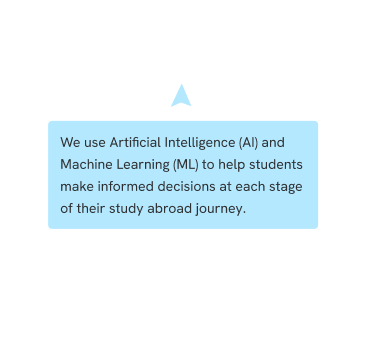 We use Artificial Intelligence (AI) and
Machine Learning (ML) to help students
make informed decisions at each stage
of their study abroad journey.